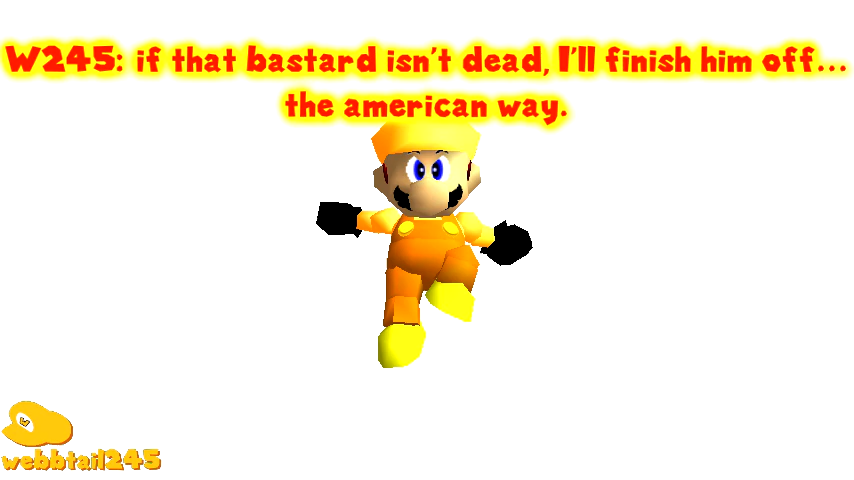 W245: if that bastard isn't dead, I'll finish him off...
the american way.
webbtail245